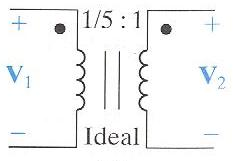 + 1/5 : 1 +
V₁ V₂
− Ideal −